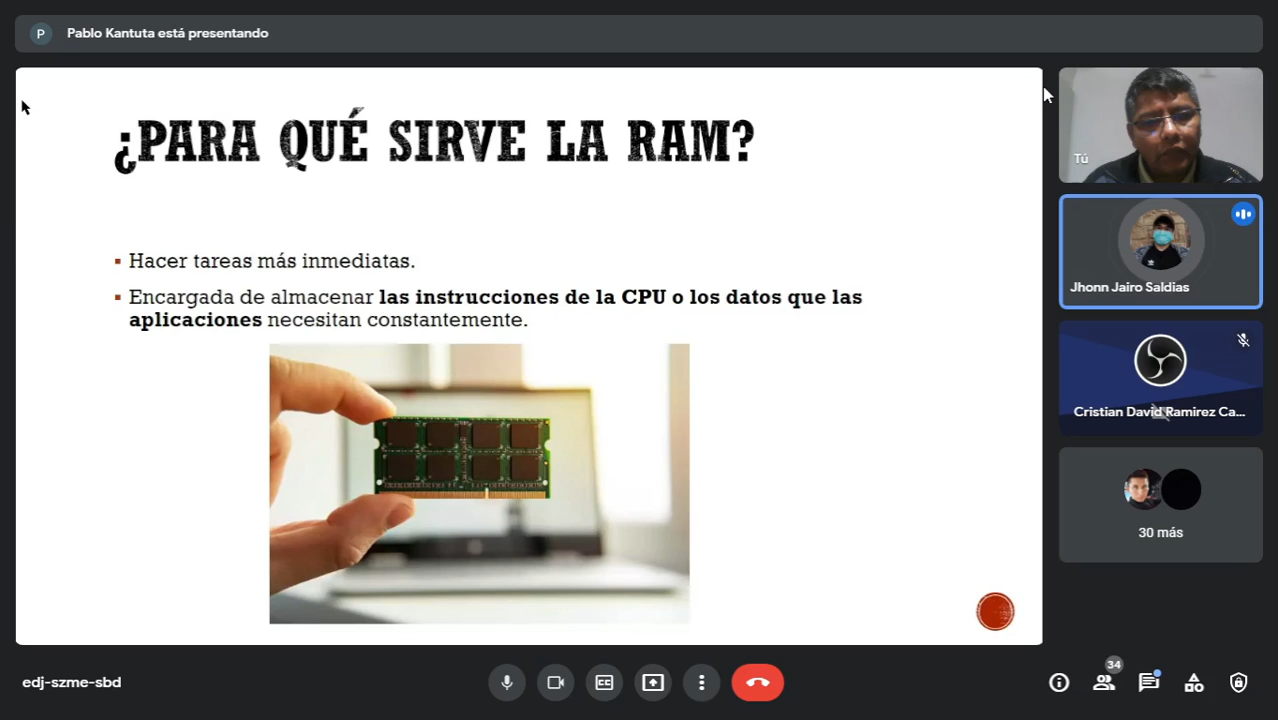 P Pablo Kantuta está presentando
¿PARA QUÉ SIRVE LA RAM?
▪ Hacer tareas más inmediatas.
▪ Encargada de almacenar las instrucciones de la CPU o los datos que las
aplicaciones necesitan constantemente.
Tú
Jhonn Jairo Saldias
Cristian David Ramirez Ca...
30 más
edj-szme-sbd
CC
34